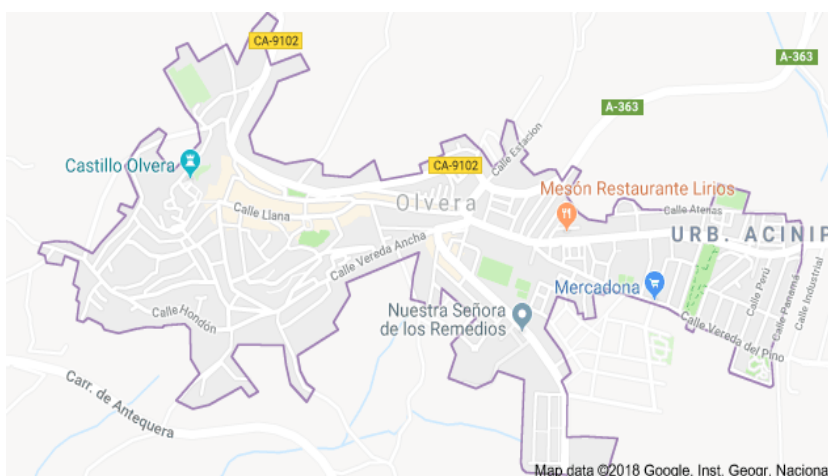 CA-9102
A-363
A-363
Calle Estacion
Castillo Olvera
CA-9102
Mesón Restaurante Lirios
Olvera
Calle Llana
Calle Atenas
URB. ACINIP
Calle Vereda Ancha
Mercadona
Calle Perú
Calle Panamá
Calle Industrial
Calle Hondón
Nuestra Señora
de los Remedios
Calle Vereda del Pino
Carr. de Antequera
Map data ©2018 Google, Inst. Geogr. Naciona